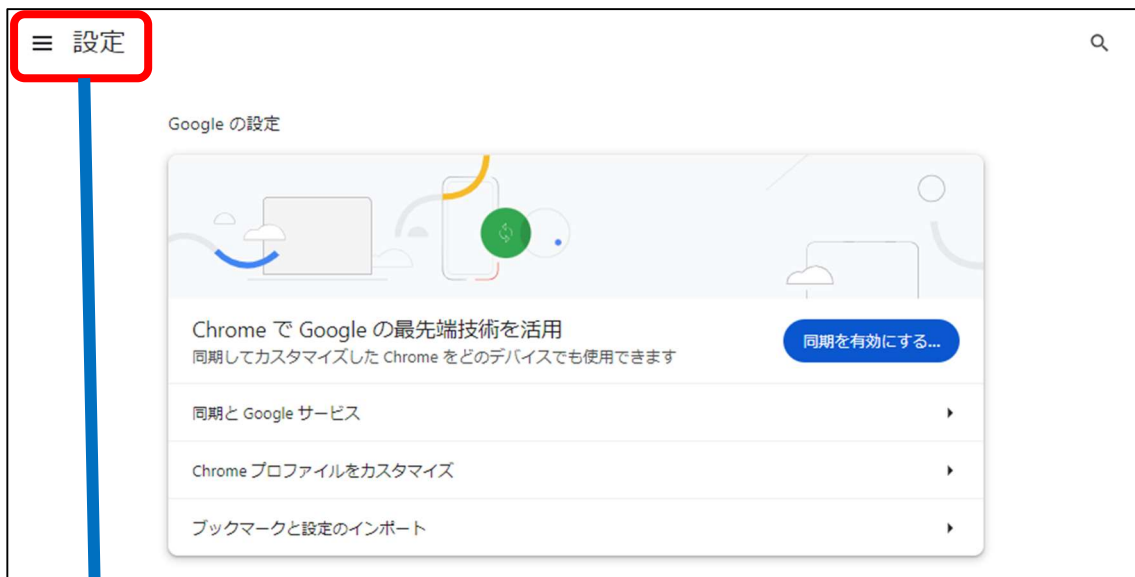 設定
Google の設定
Chrome で Google の最先端技術を活用
同期してカスタマイズした Chrome をどのデバイスでも使用できます
同期を有効にする...
同期と Google サービス
Chrome プロファイルをカスタマイズ
ブックマークと設定のインポート